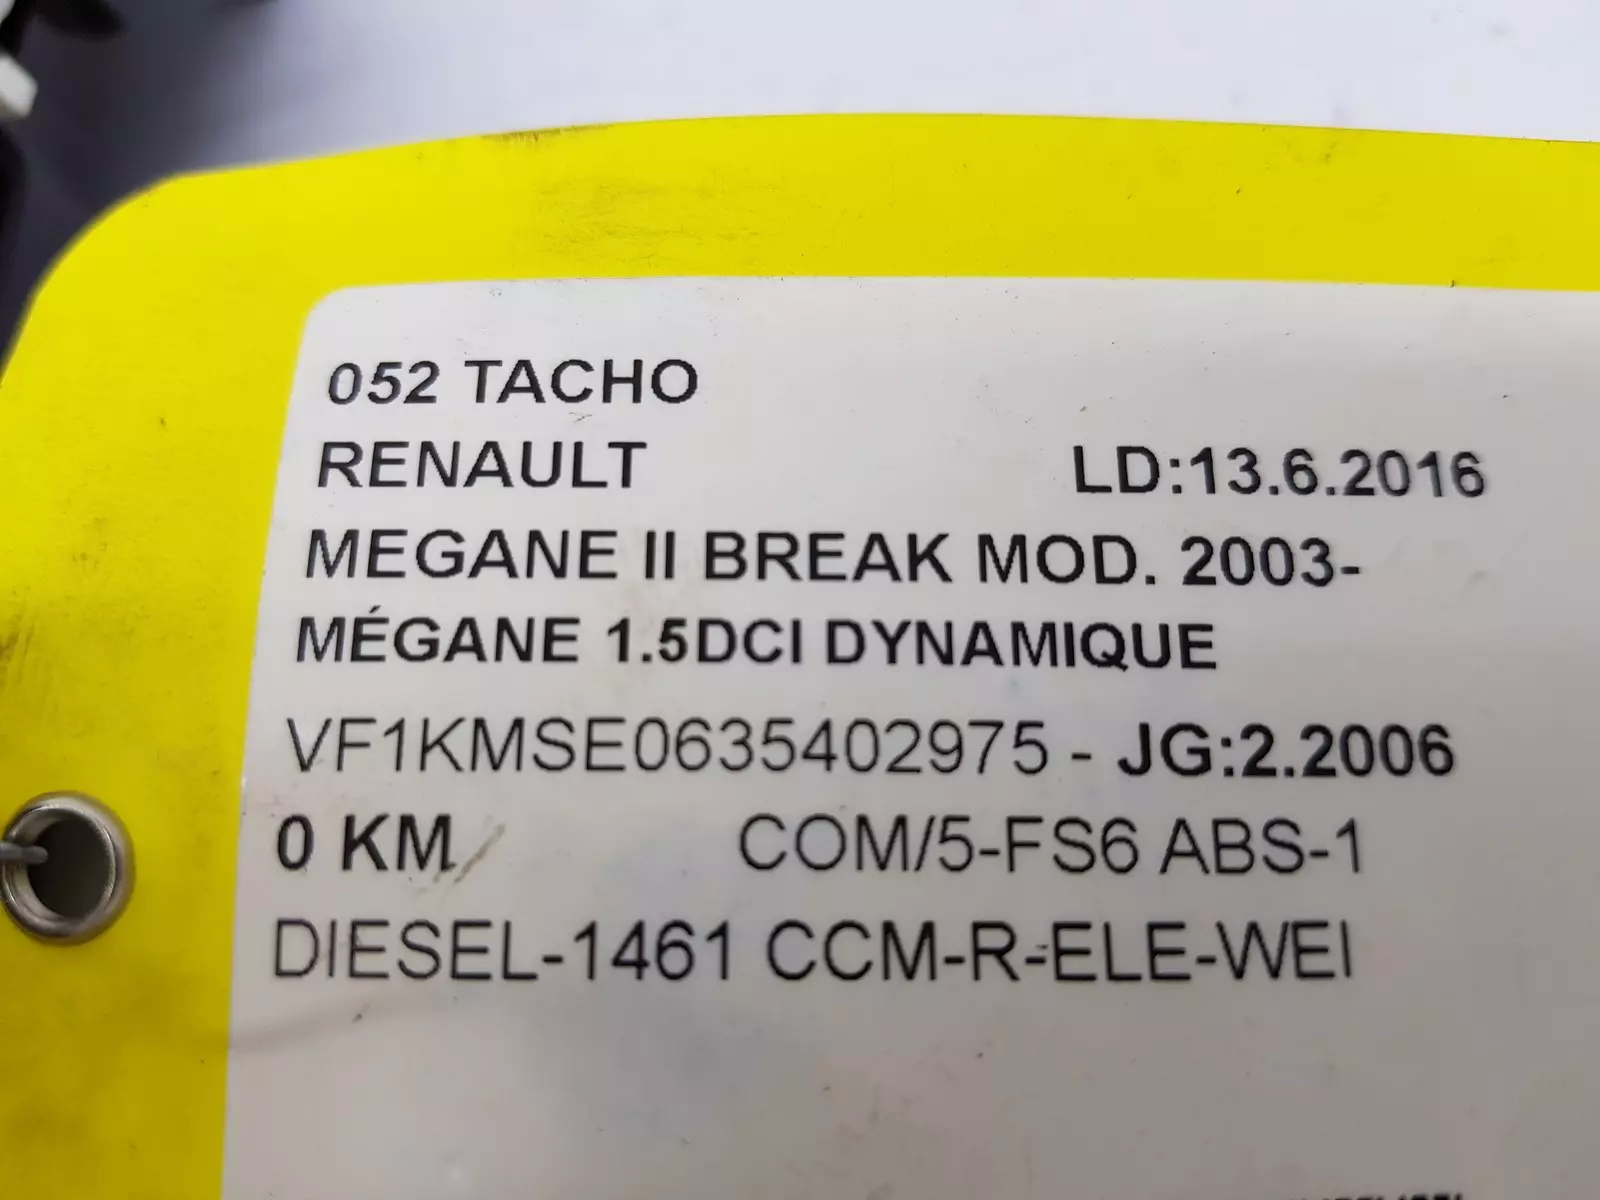 052 TACHO
RENAULT LD:13.6.2016
MEGANE II BREAK MOD. 2003-
MÉGANE 1.5DCI DYNAMIQUE
VF1KMSE0635402975 - JG:2.2006
0 KM COM/5-FS6 ABS-1
DIESEL-1461 CCM-R-ELE-WEI